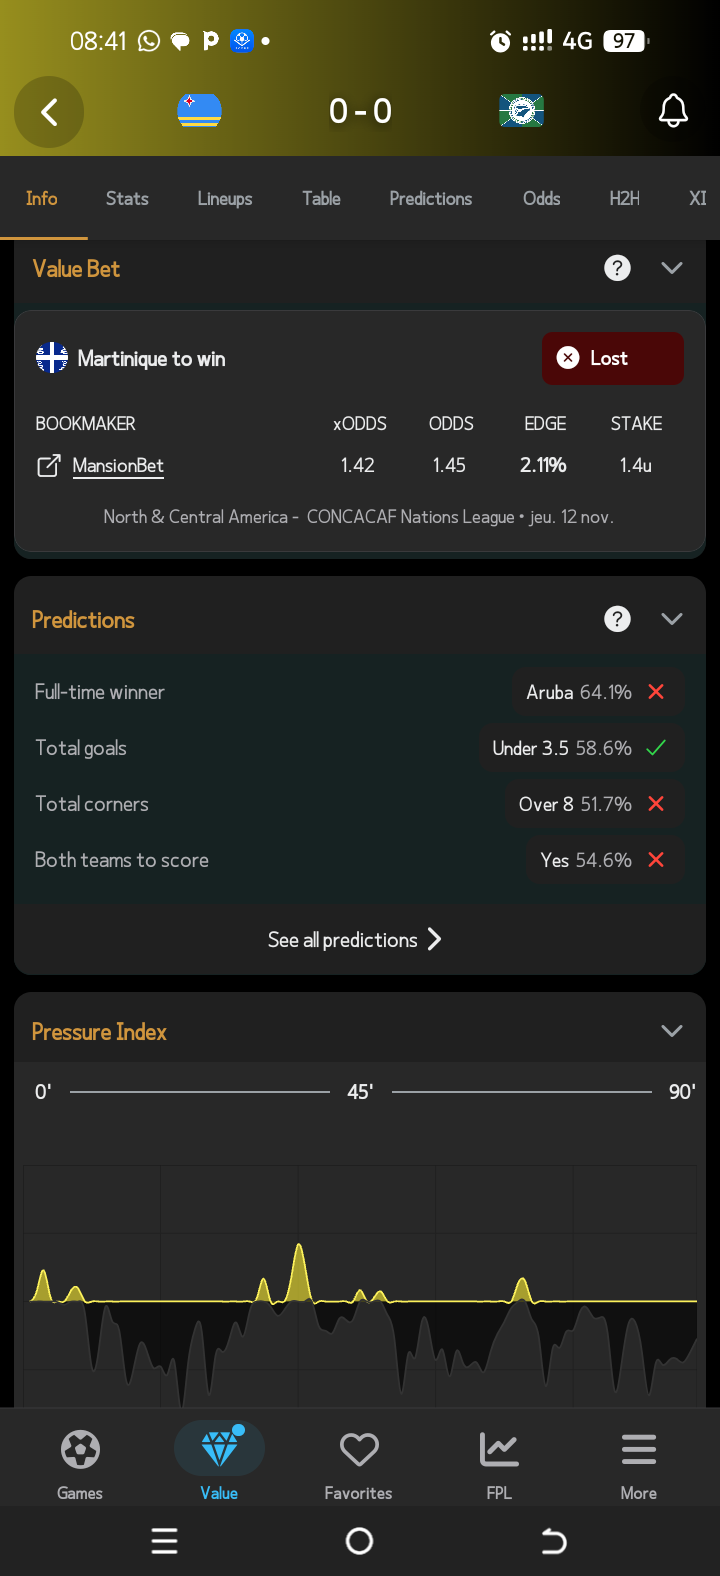 08:41 4G 97
0 - 0
Info Stats Lineups Table Predictions Odds H2H XI
Value Bet ?
Martinique to win Lost
BOOKMAKER xODDS ODDS EDGE STAKE
MansionBet 1.42 1.45 2.11% 1.4u
North & Central America - CONCACAF Nations League • jeu. 12 nov.
Predictions ?
Full-time winner Aruba 64.1%
Total goals Under 3.5 58.6%
Total corners Over 8 51.7%
Both teams to score Yes 54.6%
See all predictions
Pressure Index
0' 45' 90'
Games Value Favorites FPL More